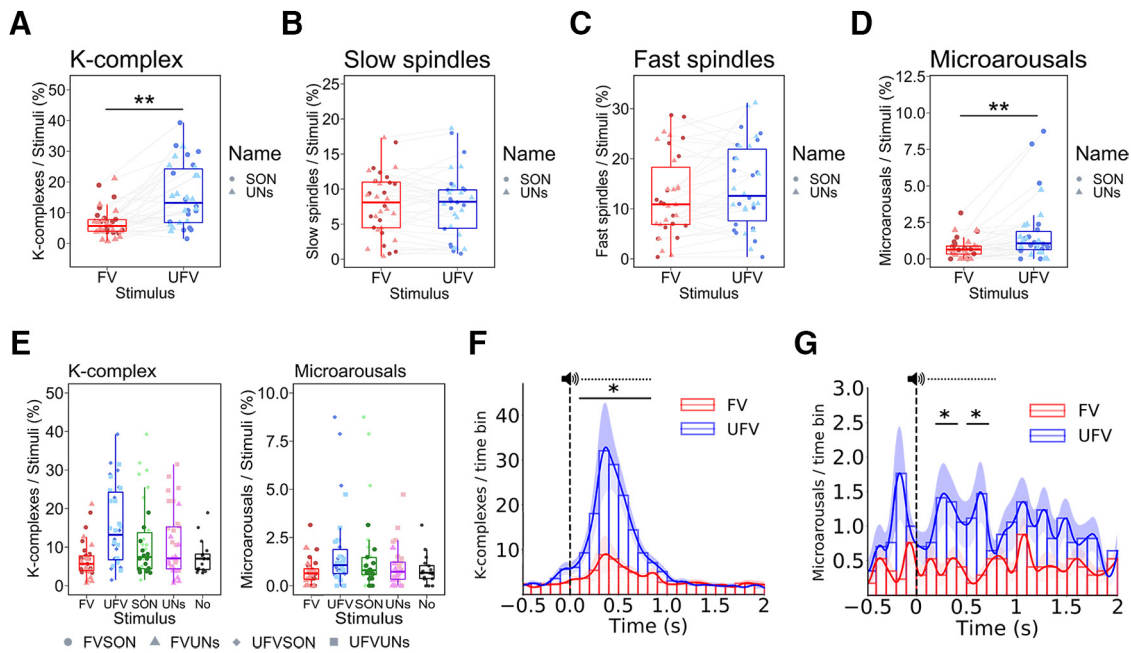 A
K-complex
K-complexes / Stimuli (%)
50
40
30
20
10
0
**
FV
UFV
Stimulus
Name
SON
UNs
B
Slow spindles
Slow spindles / Stimuli (%)
25
20
15
10
5
0
FV
UFV
Stimulus
Name
SON
UNs
C
Fast spindles
Fast spindles / Stimuli (%)
30
20
10
0
FV
UFV
Stimulus
Name
SON
UNs
D
Microarousals
Microarousals / Stimuli (%)
12.5
10.0
7.5
5.0
2.5
0.0
**
FV
UFV
Stimulus
Name
SON
UNs
E
K-complex
K-complexes / Stimuli (%)
50
40
30
20
10
0
FV
UFV
SON
UNs
No
Stimulus
Microarousals
Microarousals / Stimuli (%)
10.0
7.5
5.0
2.5
0.0
FV
UFV
SON
UNs
No
Stimulus
FVSON
FVUNs
UFVSON
UFVUNs
F
K-complexes / time bin
40
30
20
10
*
FV
UFV
−0.5
0.0
0.5
1.0
1.5
2
Time (s)
G
Microarousals / time bin
3.0
2.5
2.0
1.5
1.0
0.5
*
*
FV
UFV
−0.5
0
0.5
1
1.5
2
Time (s)